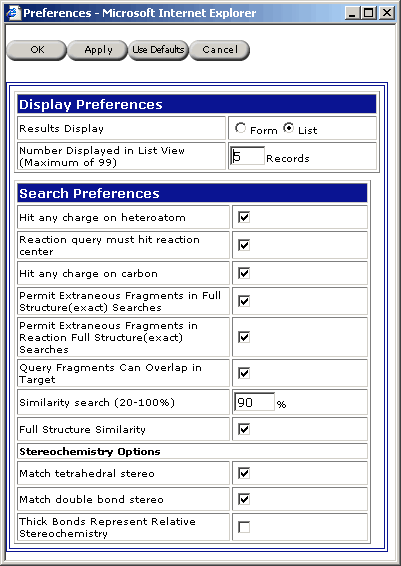 Preferences - Microsoft Internet Explorer
OK Apply Use Defaults Cancel
Display Preferences
Results Display Form List
Number Displayed in List View
(Maximum of 99)
5 Records
Search Preferences
Hit any charge on heteroatom
Reaction query must hit reaction
center
Hit any charge on carbon
Permit Extraneous Fragments in Full
Structure(exact) Searches
Permit Extraneous Fragments in
Reaction Full Structure(exact)
Searches
Query Fragments Can Overlap in
Target
Similarity search (20-100%) 90 %
Full Structure Similarity
Stereochemistry Options
Match tetrahedral stereo
Match double bond stereo
Thick Bonds Represent Relative
Stereochemistry